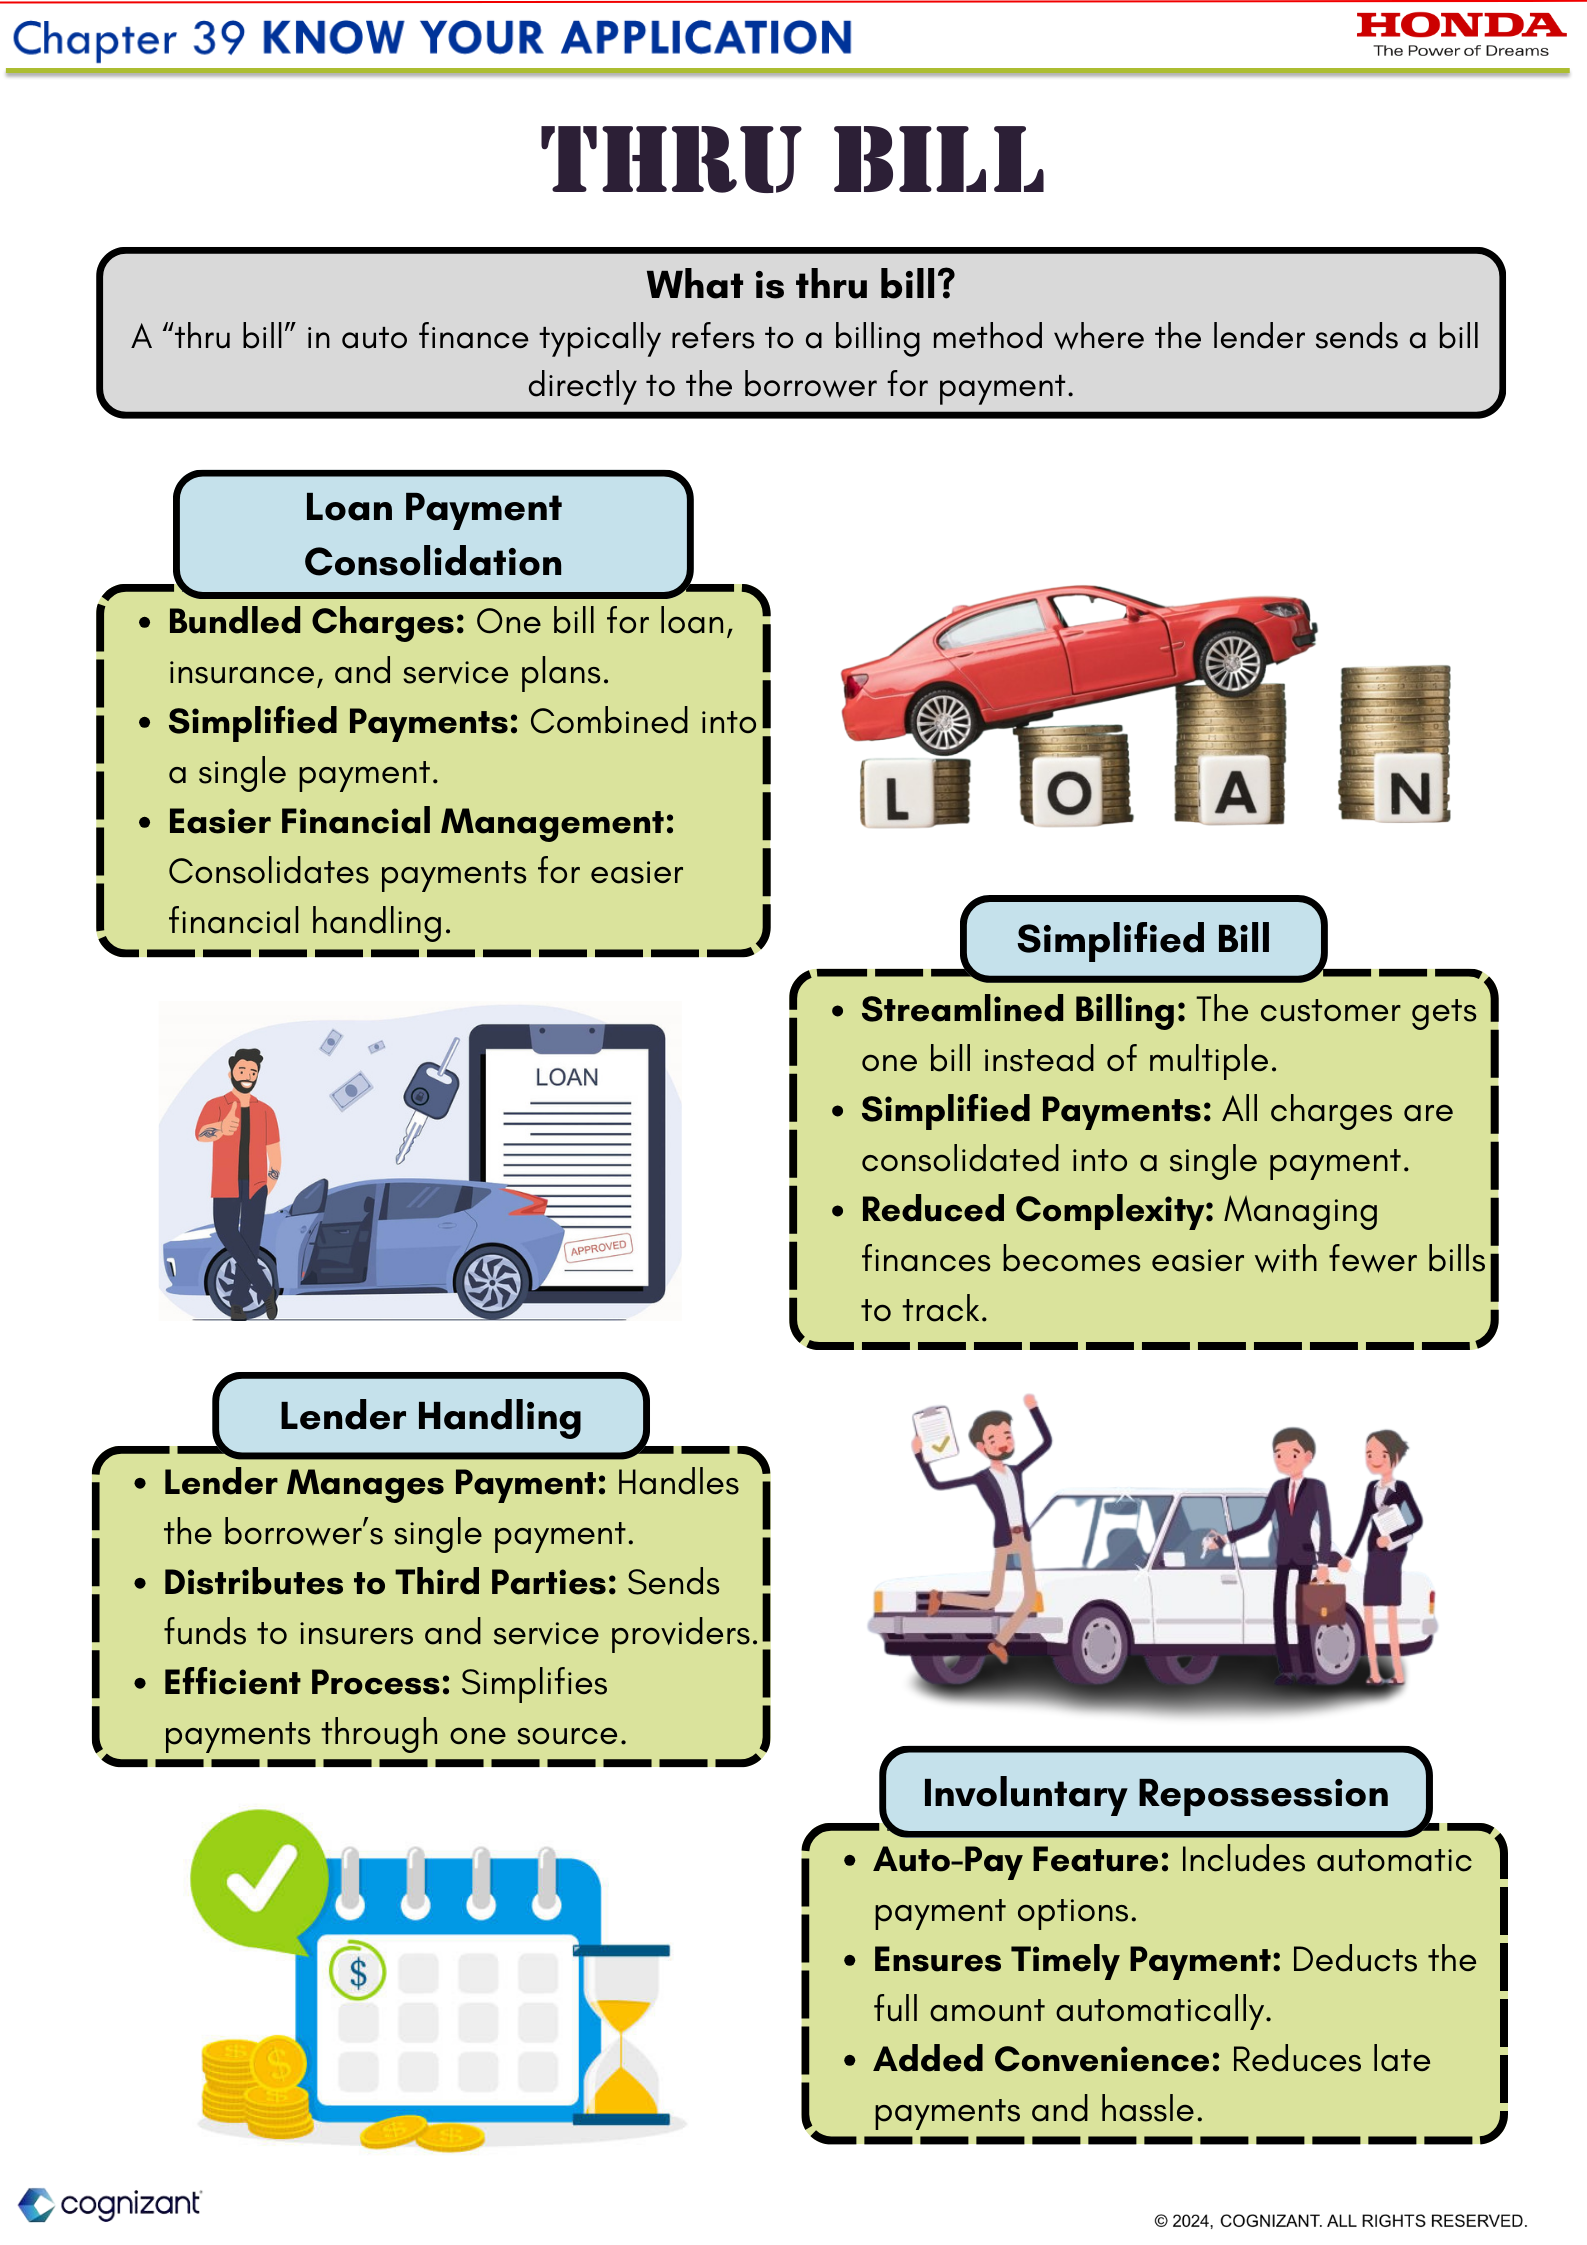 Chapter 39 KNOW YOUR APPLICATION
HONDA
The Power of Dreams
THRU BILL
What is thru bill?
A “thru bill” in auto finance typically refers to a billing method where the lender sends a bill
directly to the borrower for payment.
Loan Payment
Consolidation
• Bundled Charges: One bill for loan,
insurance, and service plans.
• Simplified Payments: Combined into
a single payment.
• Easier Financial Management:
Consolidates payments for easier
financial handling.
L O A N
Simplified Bill
• Streamlined Billing: The customer gets
one bill instead of multiple.
• Simplified Payments: All charges are
consolidated into a single payment.
• Reduced Complexity: Managing
finances becomes easier with fewer bills
to track.
LOAN
APPROVED
Lender Handling
• Lender Manages Payment: Handles
the borrower’s single payment.
• Distributes to Third Parties: Sends
funds to insurers and service providers.
• Efficient Process: Simplifies
payments through one source.
Involuntary Repossession
• Auto-Pay Feature: Includes automatic
payment options.
• Ensures Timely Payment: Deducts the
full amount automatically.
• Added Convenience: Reduces late
payments and hassle.
$
cognizant
© 2024, COGNIZANT. ALL RIGHTS RESERVED.